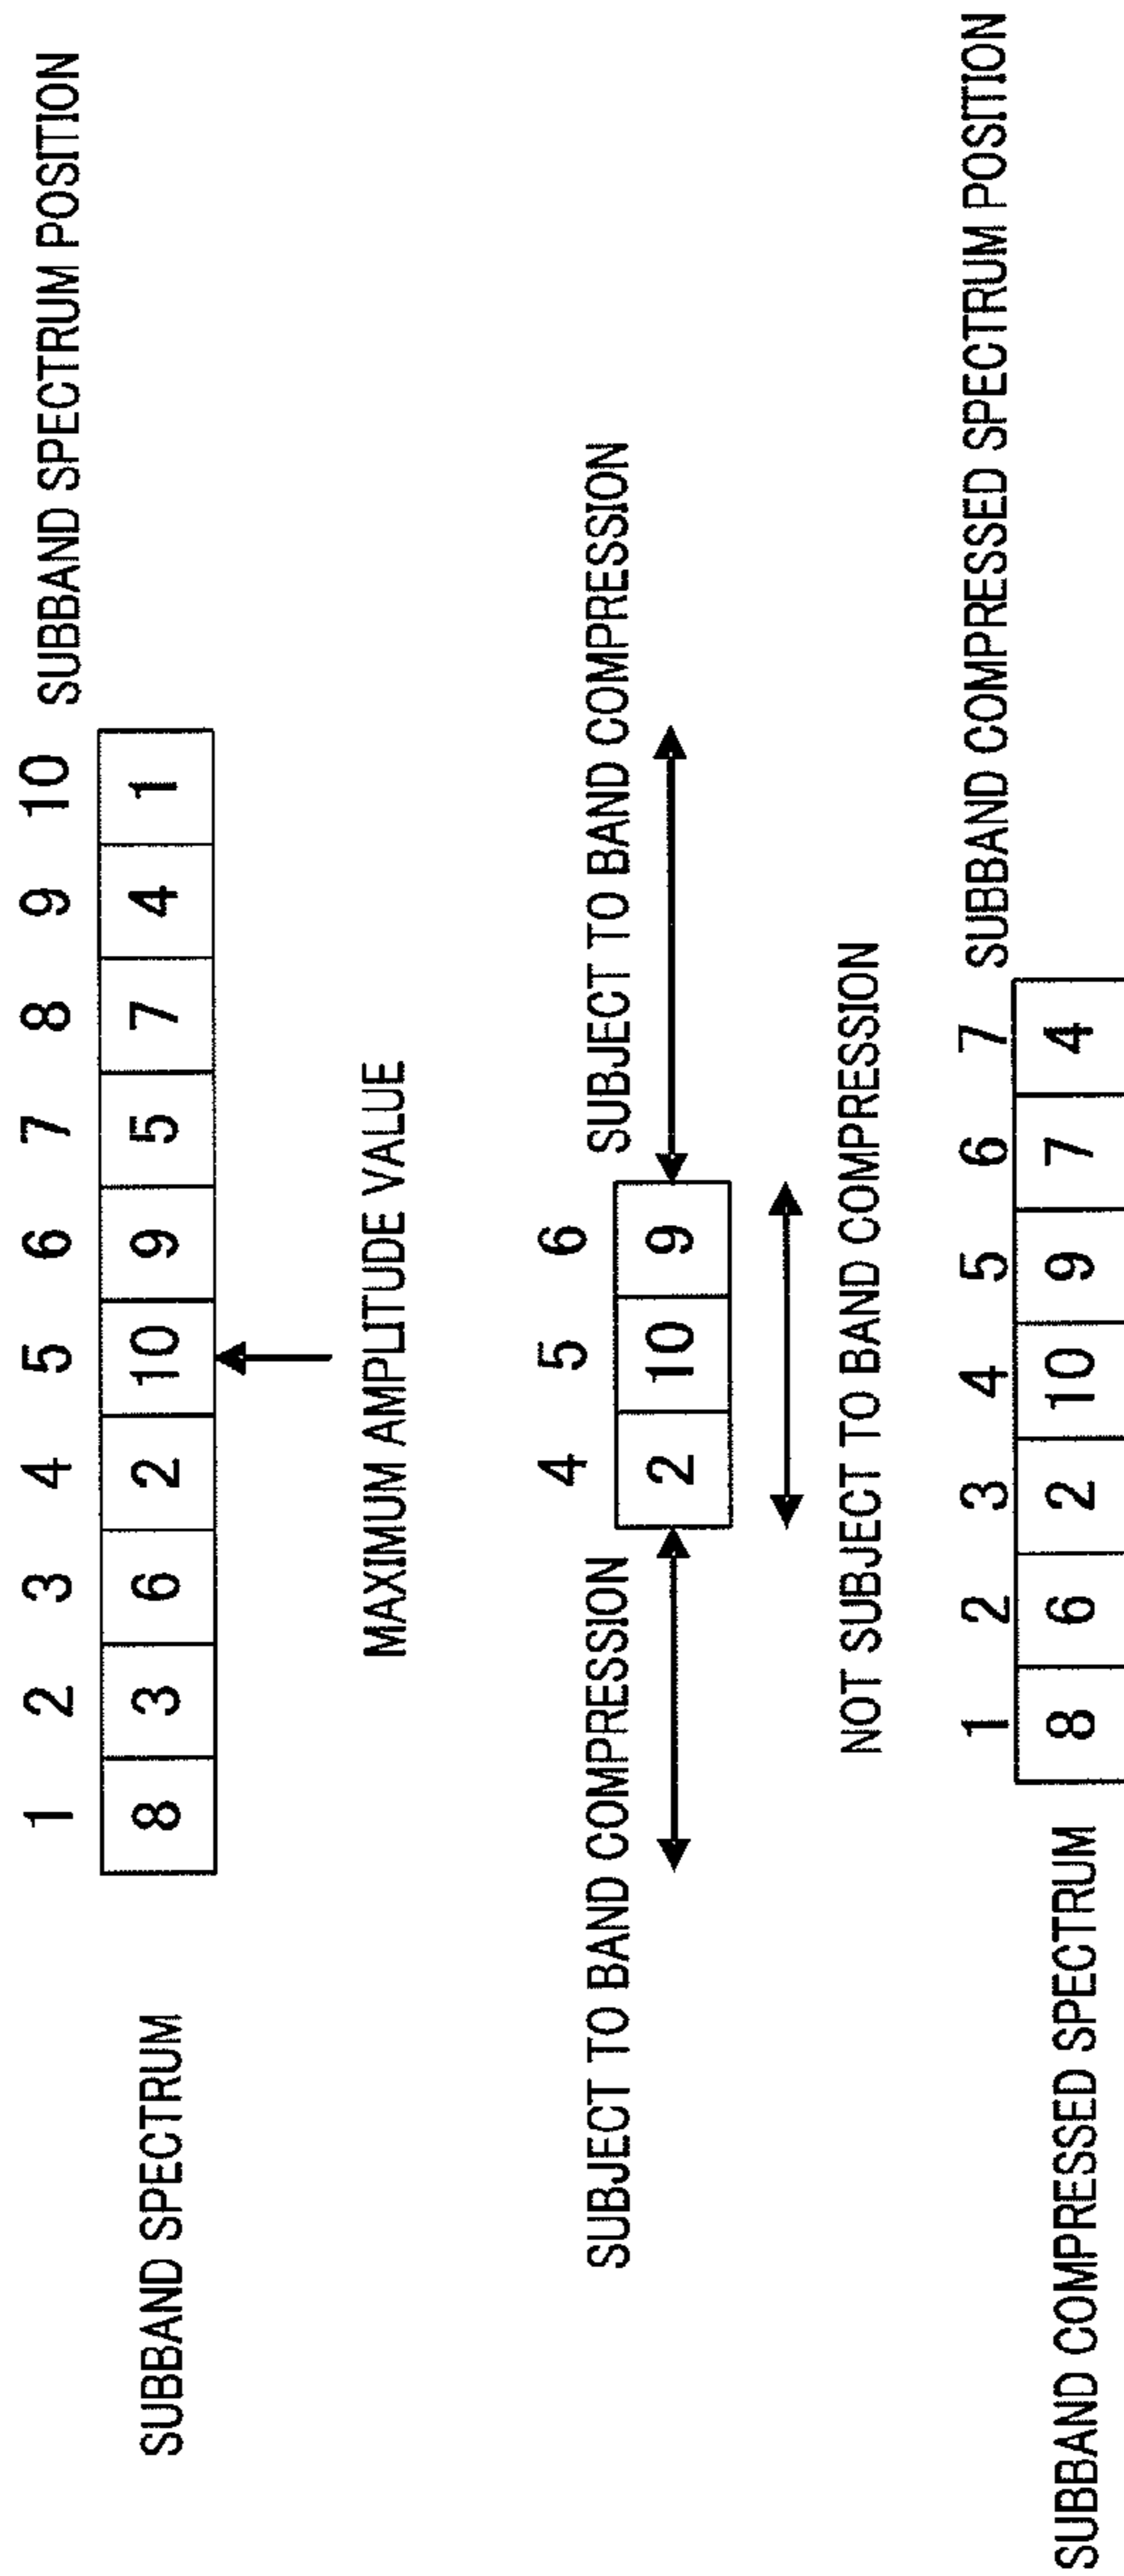 1 2 3 4 5 6 7 8 9 10 SUBBAND SPECTRUM POSITION
SUBBAND SPECTRUM 8 3 6 2 10 9 5 7 4 1
MAXIMUM AMPLITUDE VALUE
4 5 6
SUBJECT TO BAND COMPRESSION 2 10 9 SUBJECT TO BAND COMPRESSION
NOT SUBJECT TO BAND COMPRESSION
1 2 3 4 5 6 7 SUBBAND COMPRESSED SPECTRUM POSITION
SUBBAND COMPRESSED SPECTRUM 8 6 2 10 9 7 4